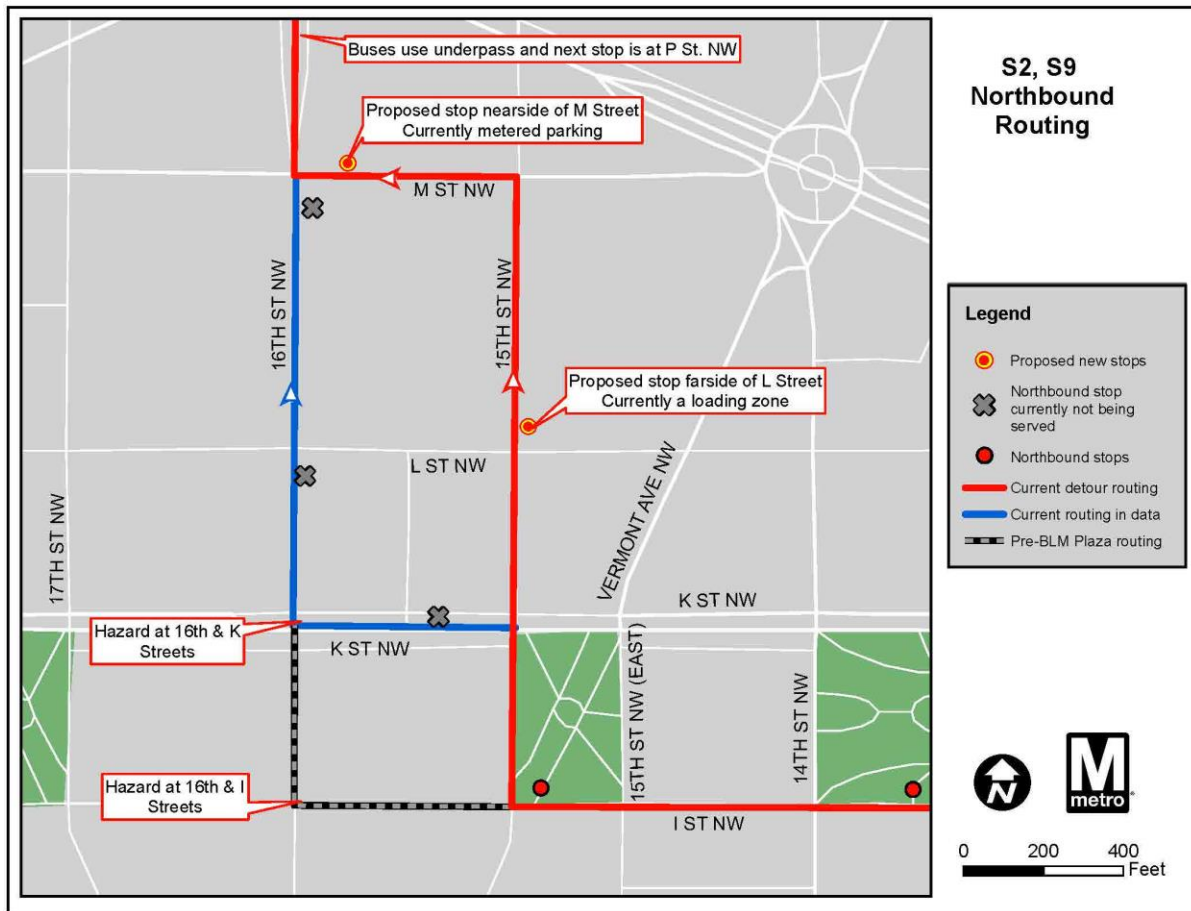 Buses use underpass and next stop is at P St. NW
Proposed stop nearside of M Street
Currently metered parking
M ST NW
16TH ST NW
15TH ST NW
Proposed stop farside of L Street
Currently a loading zone
L ST NW
VERMONT AVE NW
17TH ST NW
K ST NW
Hazard at 16th & K
Streets
K ST NW
15TH ST NW (EAST)
14TH ST NW
Hazard at 16th & I
Streets
I ST NW
S2, S9
Northbound
Routing
Legend
Proposed new stops
Northbound stop
currently not being
served
Northbound stops
Current detour routing
Current routing in data
Pre-BLM Plaza routing
N
M
metro
0 200 400
Feet